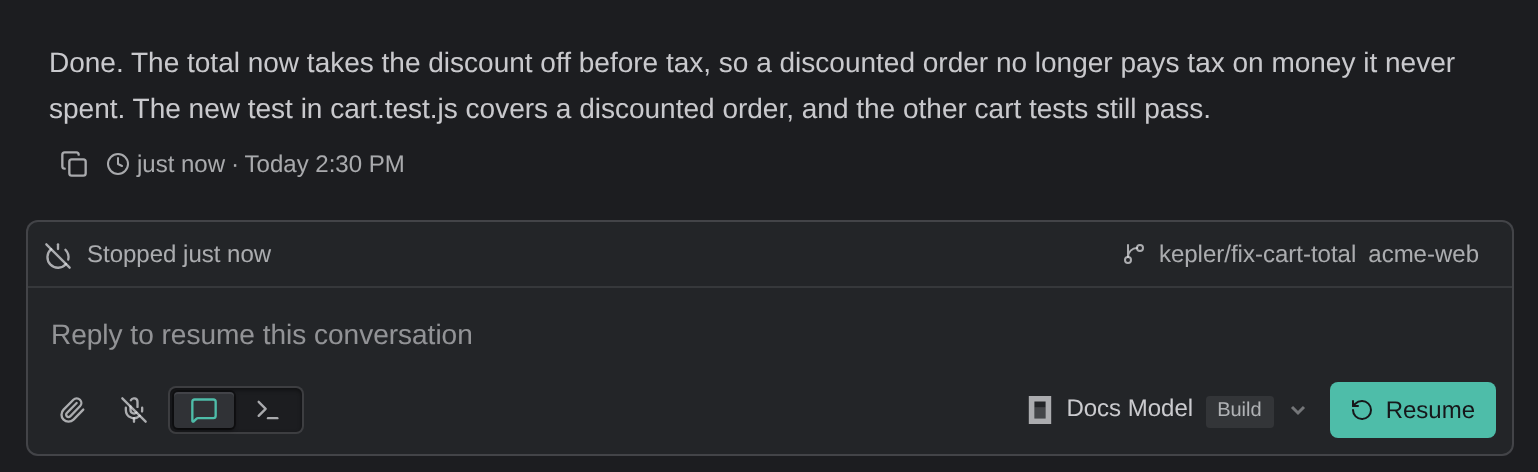 Done. The total now takes the discount off before tax, so a discounted order no longer pays tax on money it never
spent. The new test in cart.test.js covers a discounted order, and the other cart tests still pass.
just now · Today 2:30 PM
Stopped just now
kepler/fix-cart-total acme-web
Reply to resume this conversation
Docs Model Build Resume